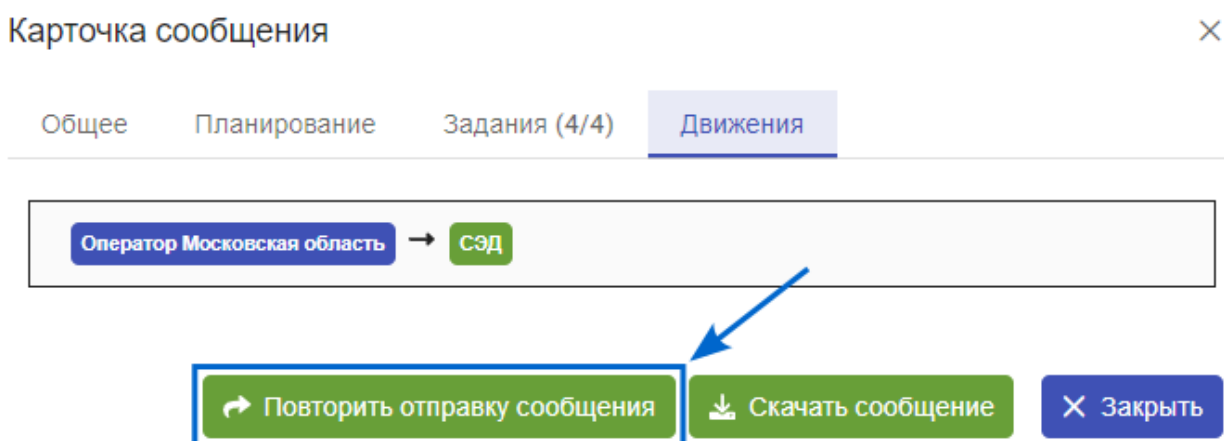 Карточка сообщения
Общее Планирование Задания (4/4) Движения
Оператор Московская область → СЭД
Повторить отправку сообщения Скачать сообщение Закрыть